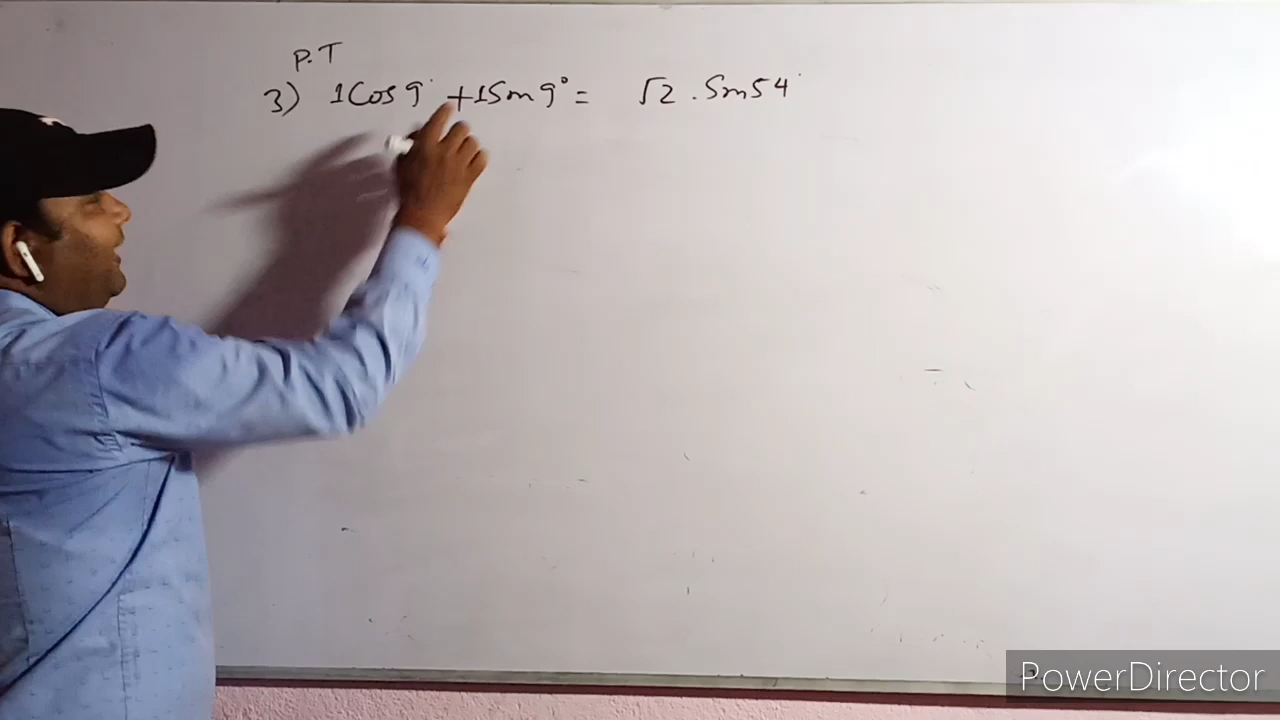 P.T
3) 1Cos9° + 1Sin9° = √2 . Sin54°
PowerDirector